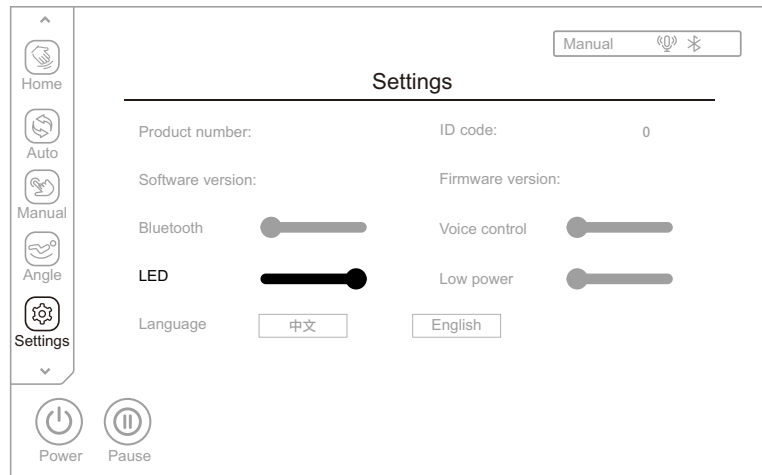 Manual
Home
Settings
Auto
Product number:
ID code: 0
Software version:
Firmware version:
Manual
Bluetooth
Voice control
Angle
LED
Low power
Settings
Language 中文 English
Power Pause